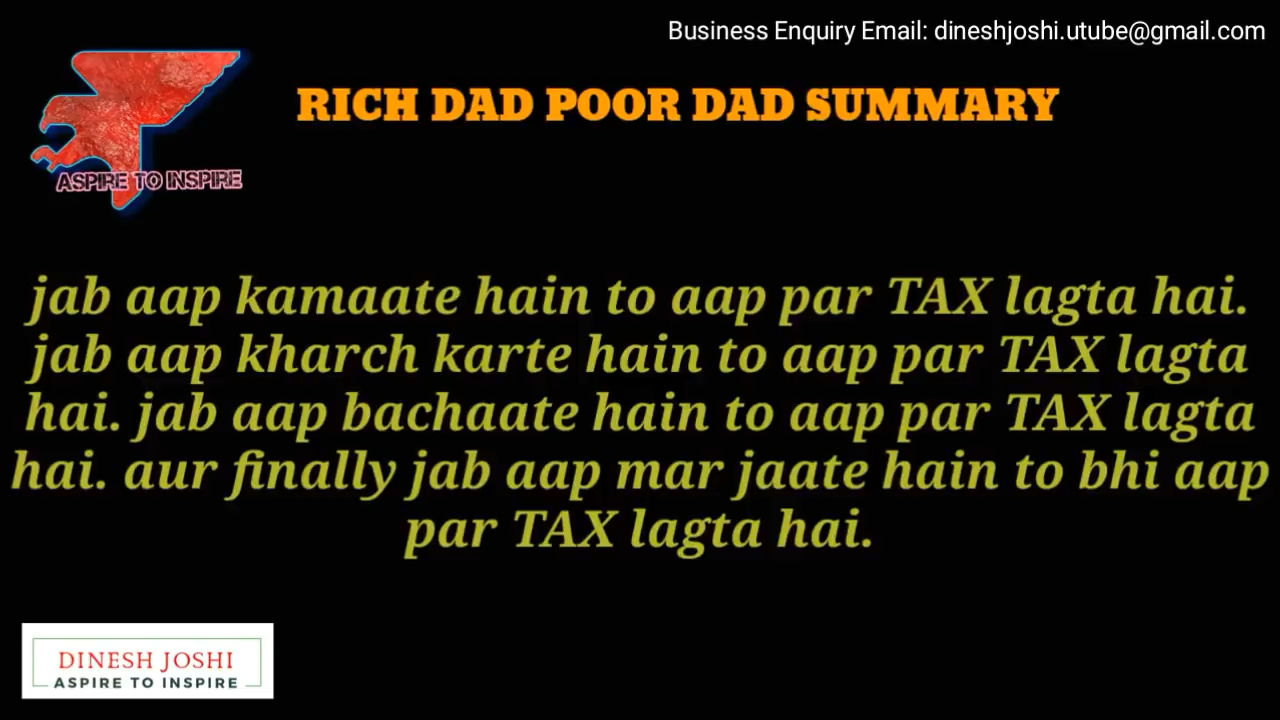 Business Enquiry Email: dineshjoshi.utube@gmail.com
RICH DAD POOR DAD SUMMARY
ASPIRE TO INSPIRE
jab aap kamaate hain to aap par TAX lagta hai.
jab aap kharch karte hain to aap par TAX lagta
hai. jab aap bachaate hain to aap par TAX lagta
hai. aur finally jab aap mar jaate hain to bhi aap
par TAX lagta hai.
DINESH JOSHI
ASPIRE TO INSPIRE